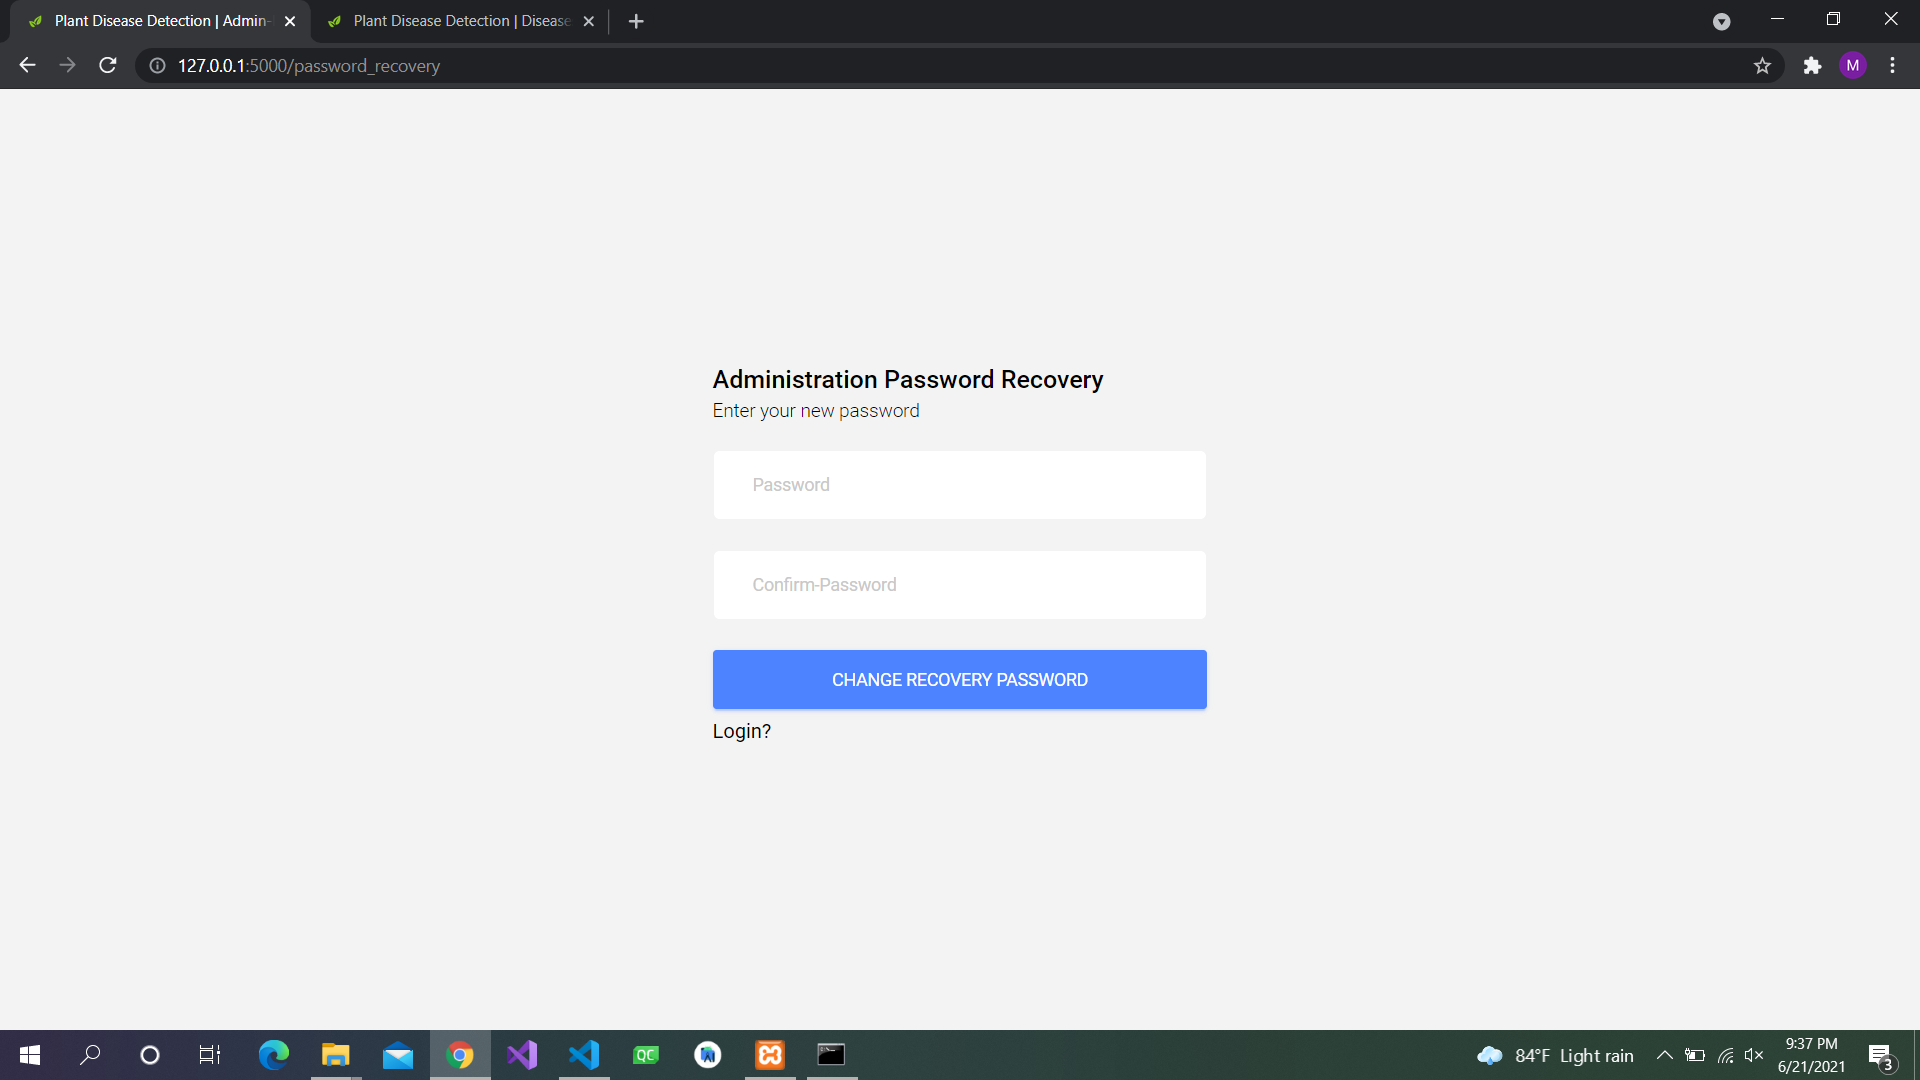 Plant Disease Detection | Admin-
Plant Disease Detection | Disease
127.0.0.1:5000/password_recovery
M
Administration Password Recovery
Enter your new password
Password
Confirm-Password
CHANGE RECOVERY PASSWORD
Login?
QC
84°F Light rain
9:37 PM
6/21/2021
3